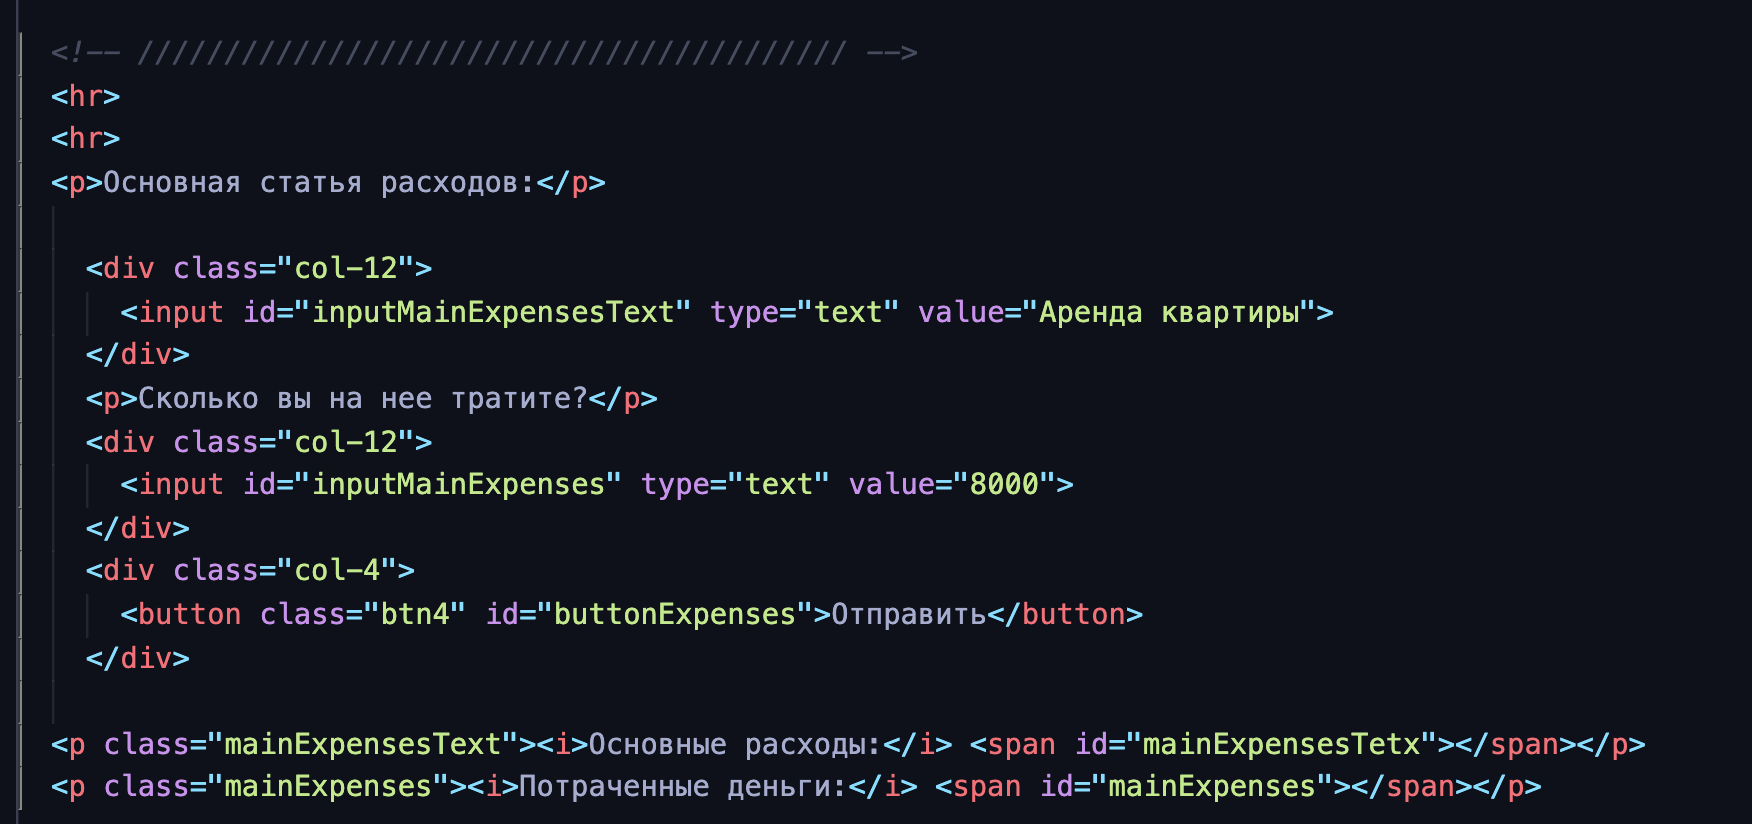 <!-- ///////////////////////////////////////// -->
<hr>
<hr>
<p>Основная статья расходов:</p>
<div class="col-12">
<input id="inputMainExpensesText" type="text" value="Аренда квартиры">
</div>
<p>Сколько вы на нее тратите?</p>
<div class="col-12">
<input id="inputMainExpenses" type="text" value="8000">
</div>
<div class="col-4">
<button class="btn4" id="buttonExpenses">Отправить</button>
</div>
<p class="mainExpensesText"><i>Основные расходы:</i> <span id="mainExpensesTetx"></span></p>
<p class="mainExpenses"><i>Потраченные деньги:</i> <span id="mainExpenses"></span></p>